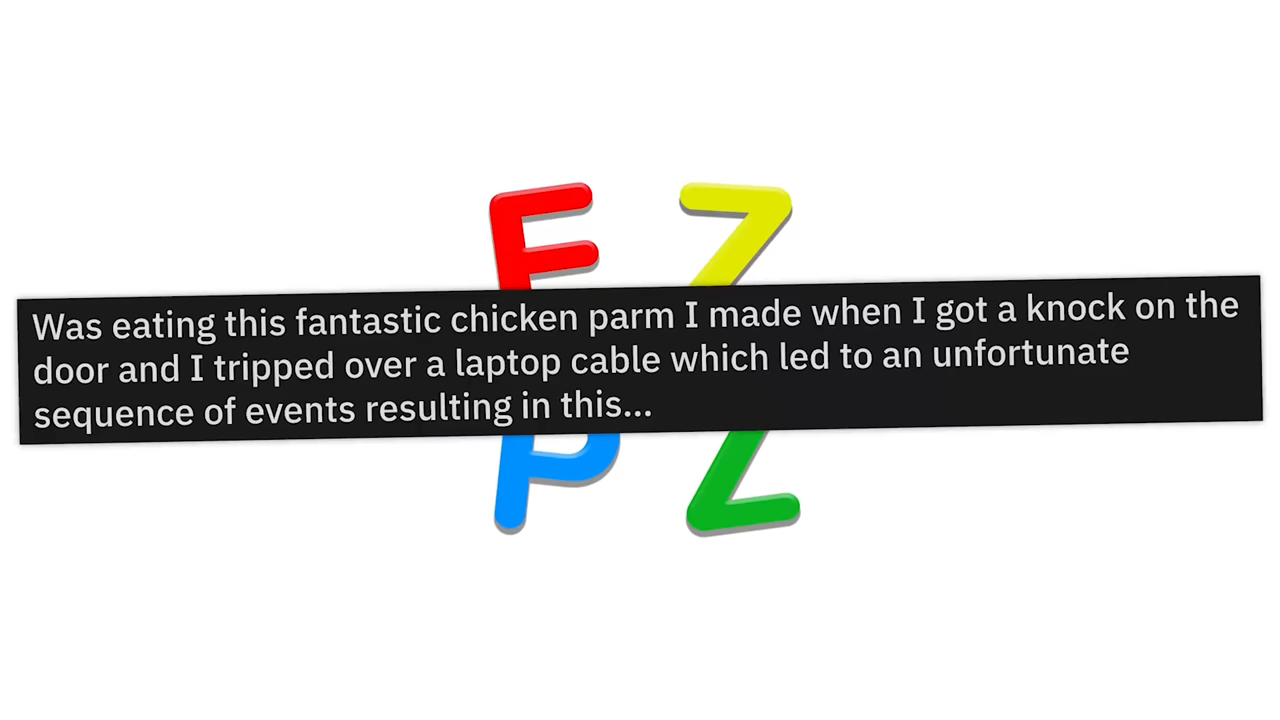 Was eating this fantastic chicken parm I made when I got a knock on the
door and I tripped over a laptop cable which led to an unfortunate
sequence of events resulting in this...